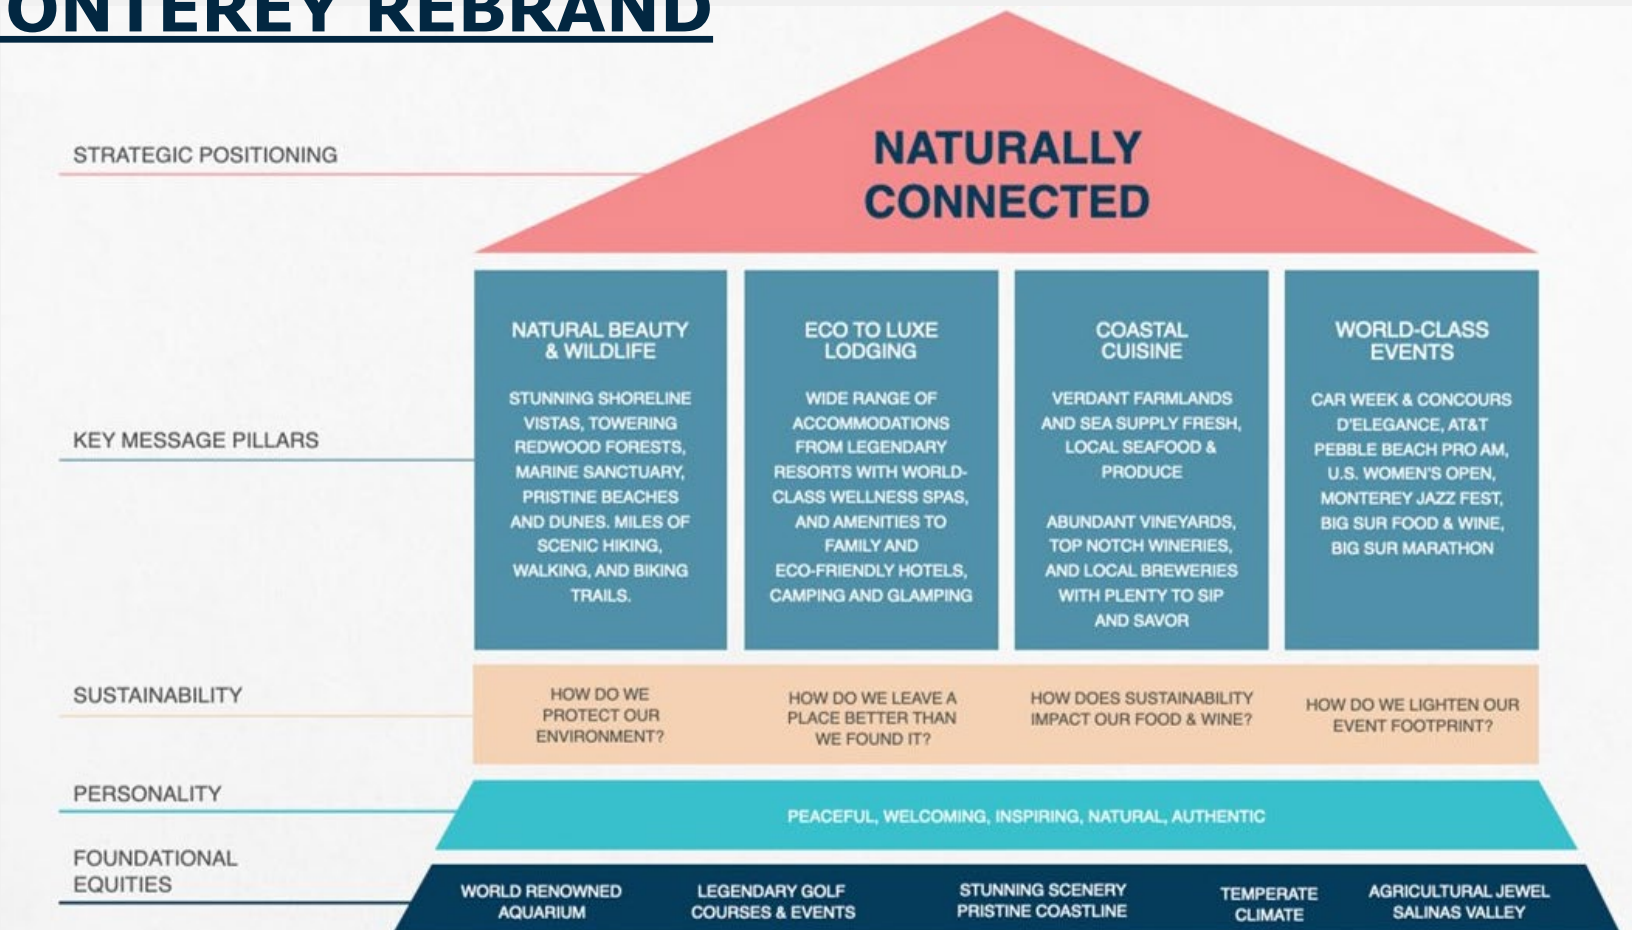 ONTEREY REBRAND
STRATEGIC POSITIONING
NATURALLY
CONNECTED
KEY MESSAGE PILLARS
NATURAL BEAUTY
& WILDLIFE
STUNNING SHORELINE
VISTAS, TOWERING
REDWOOD FORESTS,
MARINE SANCTUARY,
PRISTINE BEACHES
AND DUNES. MILES OF
SCENIC HIKING,
WALKING, AND BIKING
TRAILS.
ECO TO LUXE
LODGING
WIDE RANGE OF
ACCOMMODATIONS
FROM LEGENDARY
RESORTS WITH WORLD-
CLASS WELLNESS SPAS,
AND AMENITIES TO
FAMILY AND
ECO-FRIENDLY HOTELS,
CAMPING AND GLAMPING
COASTAL
CUISINE
VERDANT FARMLANDS
AND SEA SUPPLY FRESH,
LOCAL SEAFOOD &
PRODUCE
ABUNDANT VINEYARDS,
TOP NOTCH WINERIES,
AND LOCAL BREWERIES
WITH PLENTY TO SIP
AND SAVOR
WORLD-CLASS
EVENTS
CAR WEEK & CONCOURS
D'ELEGANCE, AT&T
PEBBLE BEACH PRO AM,
U.S. WOMEN'S OPEN,
MONTEREY JAZZ FEST,
BIG SUR FOOD & WINE,
BIG SUR MARATHON
SUSTAINABILITY
HOW DO WE
PROTECT OUR
ENVIRONMENT?
HOW DO WE LEAVE A
PLACE BETTER THAN
WE FOUND IT?
HOW DOES SUSTAINABILITY
IMPACT OUR FOOD & WINE?
HOW DO WE LIGHTEN OUR
EVENT FOOTPRINT?
PERSONALITY
PEACEFUL, WELCOMING, INSPIRING, NATURAL, AUTHENTIC
FOUNDATIONAL
EQUITIES
WORLD RENOWNED
AQUARIUM
LEGENDARY GOLF
COURSES & EVENTS
STUNNING SCENERY
PRISTINE COASTLINE
TEMPERATE
CLIMATE
AGRICULTURAL JEWEL
SALINAS VALLEY